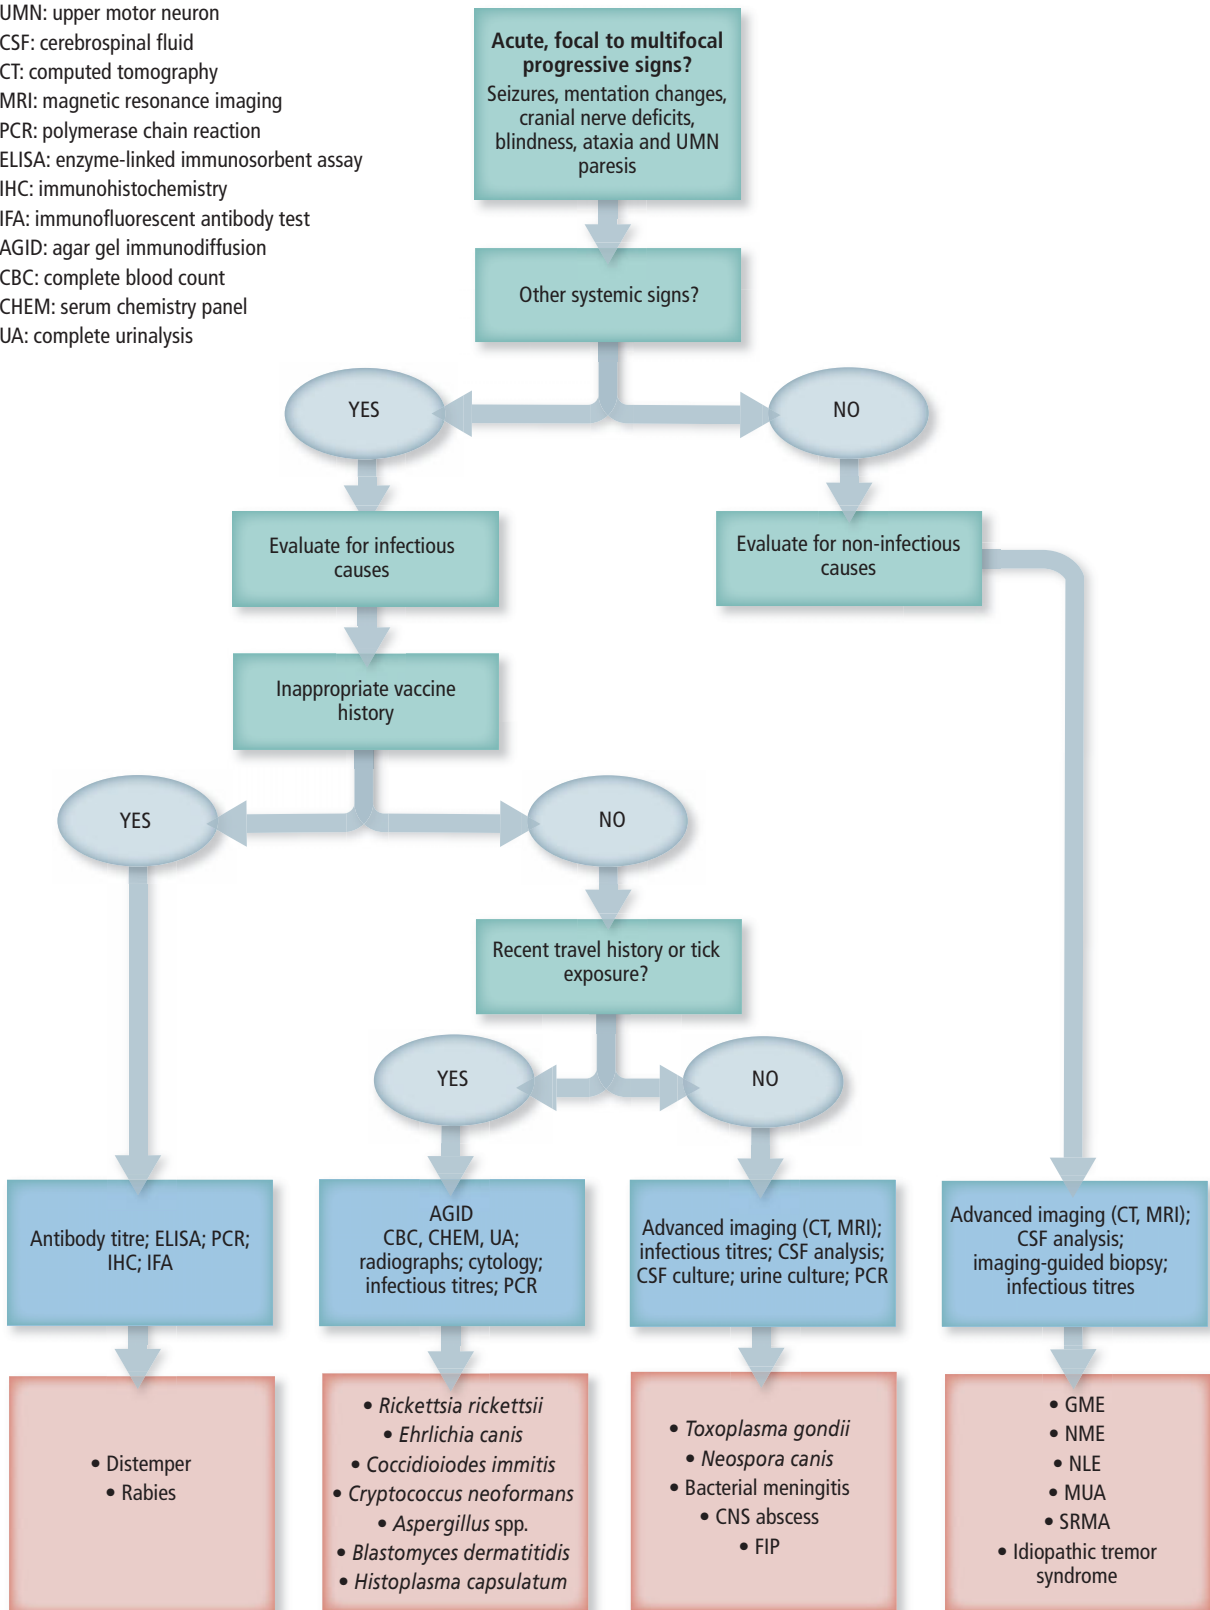 UMN: upper motor neuron
CSF: cerebrospinal fluid
CT: computed tomography
MRI: magnetic resonance imaging
PCR: polymerase chain reaction
ELISA: enzyme-linked immunosorbent assay
IHC: immunohistochemistry
IFA: immunofluorescent antibody test
AGID: agar gel immunodiffusion
CBC: complete blood count
CHEM: serum chemistry panel
UA: complete urinalysis
Acute, focal to multifocal
progressive signs?
Seizures, mentation changes,
cranial nerve deficits,
blindness, ataxia and UMN
paresis
Other systemic signs?
YES
NO
Evaluate for infectious
causes
Evaluate for non-infectious
causes
Inappropriate vaccine
history
YES
NO
Recent travel history or tick
exposure?
YES
NO
Antibody titre; ELISA; PCR;
IHC; IFA
AGID
CBC, CHEM, UA;
radiographs; cytology;
infectious titres; PCR
Advanced imaging (CT, MRI);
infectious titres; CSF analysis;
CSF culture; urine culture; PCR
Advanced imaging (CT, MRI);
CSF analysis;
imaging-guided biopsy;
infectious titres
• Distemper
• Rabies
• Rickettsia rickettsii
• Ehrlichia canis
• Coccidioiodes immitis
• Cryptococcus neoformans
• Aspergillus spp.
• Blastomyces dermatitidis
• Histoplasma capsulatum
• Toxoplasma gondii
• Neospora canis
• Bacterial meningitis
• CNS abscess
• FIP
• GME
• NME
• NLE
• MUA
• SRMA
• Idiopathic tremor
syndrome